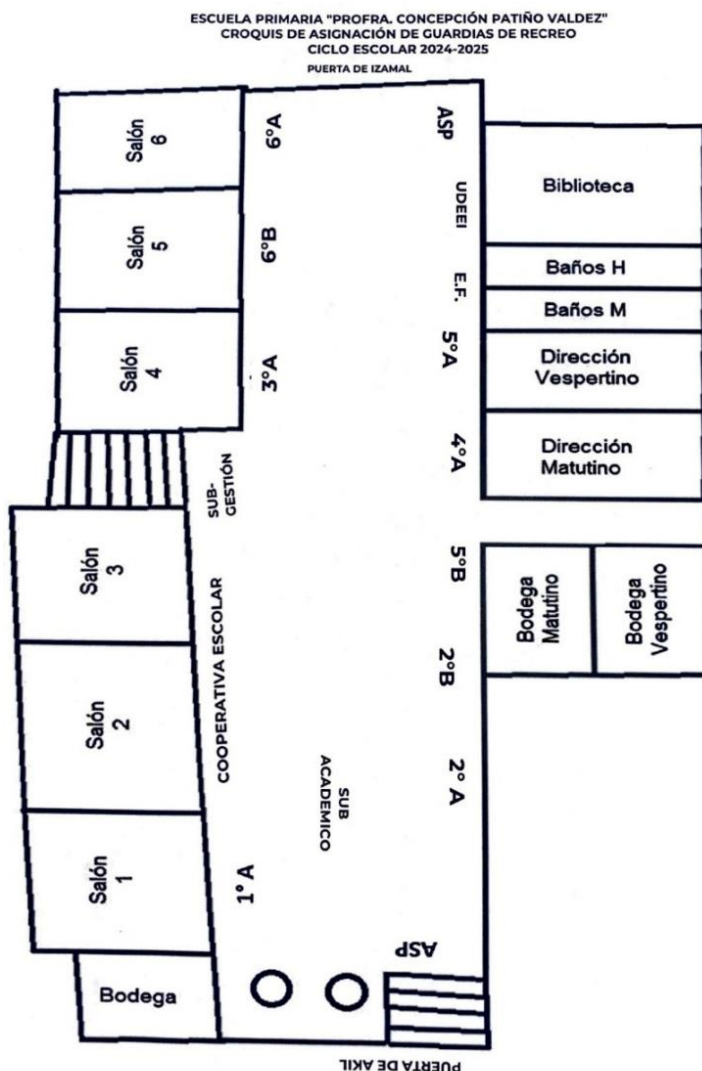 ESCUELA PRIMARIA "PROFRA. CONCEPCIÓN PATIÑO VALDEZ"
CROQUIS DE ASIGNACIÓN DE GUARDIAS DE RECREO
CICLO ESCOLAR 2024-2025
PUERTA DE IZAMAL
Salón
6
6°A
ASP
Biblioteca
UDEEI
Salón
5
6°B
E.F.
Baños H
Baños M
Salón
4
3°A
5°A
Dirección
Vespertino
4°A
Dirección
Matutino
SUB-
GESTIÓN
Salón
3
COOPERATIVA ESCOLAR
5°B
Bodega
Matutino
Bodega
Vespertino
2°B
Salón
2
SUB
ACADEMICO
2° A
Salón
1
1° A
ASP
Bodega
PUERTA DE AKIL